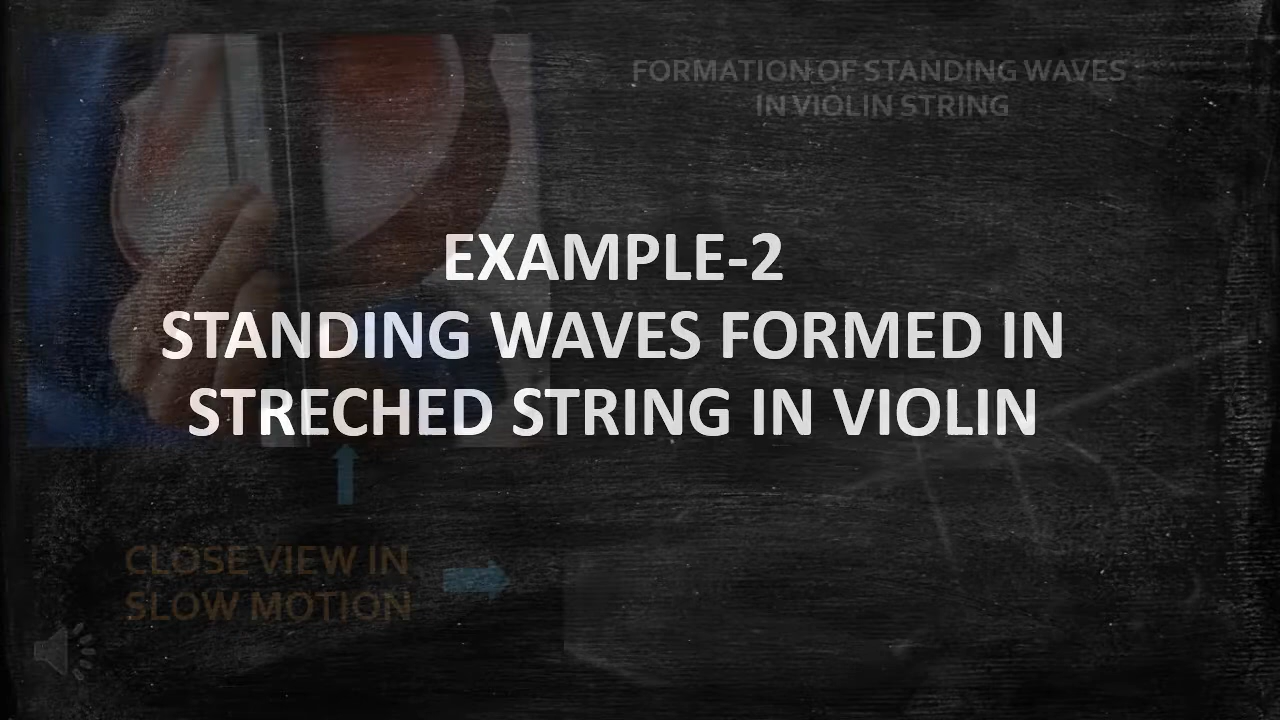 FORMATION OF STANDING WAVES
IN VIOLIN STRING
EXAMPLE-2
STANDING WAVES FORMED IN
STRECHED STRING IN VIOLIN
CLOSE VIEW IN
SLOW MOTION